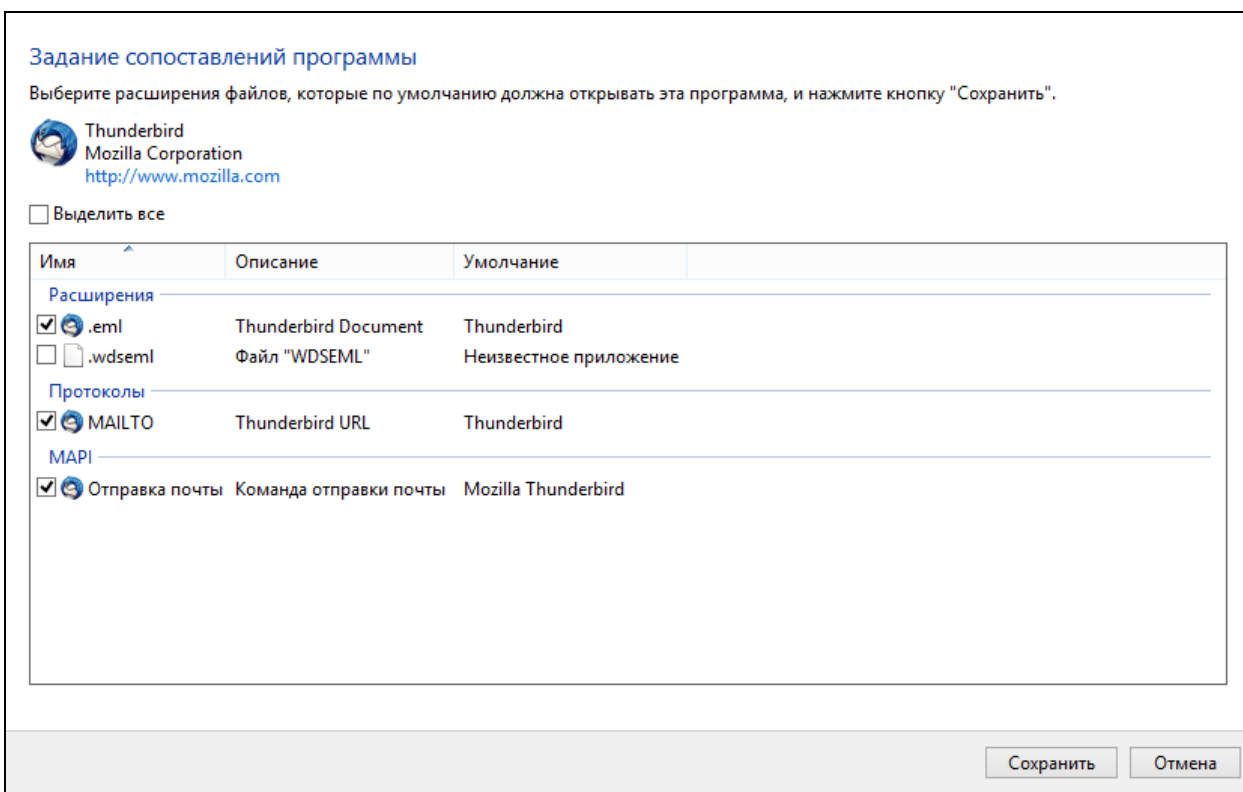 Задание сопоставлений программы
Выберите расширения файлов, которые по умолчанию должна открывать эта программа, и нажмите кнопку "Сохранить".
Thunderbird
Mozilla Corporation
http://www.mozilla.com
Выделить все
Имя Описание Умолчание
Расширения
.eml Thunderbird Document Thunderbird
.wdseml Файл "WDSEML" Неизвестное приложение
Протоколы
MAILTO Thunderbird URL Thunderbird
MAPI
Отправка почты Команда отправки почты Mozilla Thunderbird
Сохранить Отмена